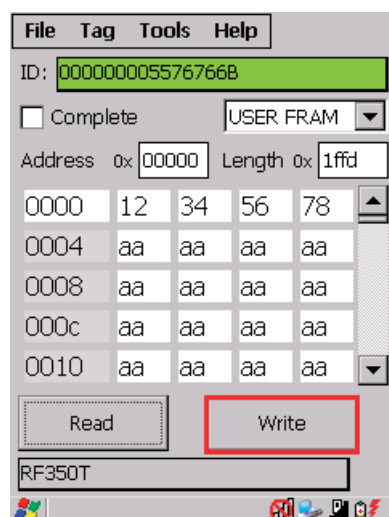 File Tag Tools Help
ID: 000000005576766B
Complete USER FRAM
Address 0x 00000 Length 0x 1ffd
0000 12 34 56 78
0004 aa aa aa aa
0008 aa aa aa aa
000c aa aa aa aa
0010 aa aa aa aa
Read Write
RF350T